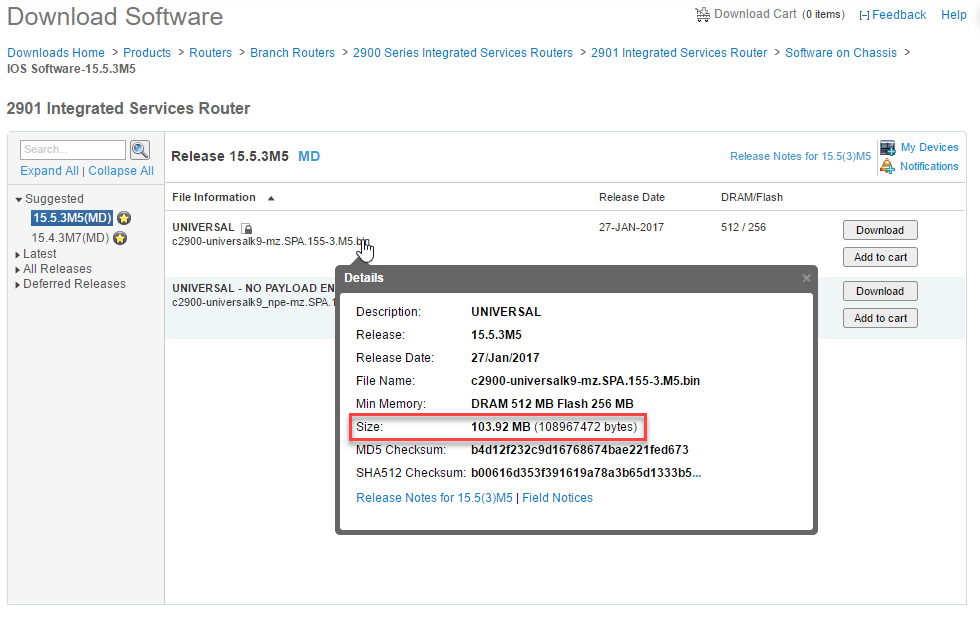 Download Software
Download Cart (0 items) [-] Feedback Help
Downloads Home > Products > Routers > Branch Routers > 2900 Series Integrated Services Routers > 2901 Integrated Services Router > Software on Chassis >
IOS Software-15.5.3M5
2901 Integrated Services Router
Search...
Expand All | Collapse All
Suggested
15.5.3M5(MD)
15.4.3M7(MD)
Latest
All Releases
Deferred Releases
Release 15.5.3M5 MD
Release Notes for 15.5(3)M5
My Devices
Notifications
File Information Release Date DRAM/Flash
UNIVERSAL 27-JAN-2017 512 / 256
c2900-universalk9-mz.SPA.155-3.M5.bin
Download
Add to cart
UNIVERSAL - NO PAYLOAD EN
c2900-universalk9_npe-mz.SPA.1
Download
Add to cart
Details
Description: UNIVERSAL
Release: 15.5.3M5
Release Date: 27/Jan/2017
File Name: c2900-universalk9-mz.SPA.155-3.M5.bin
Min Memory: DRAM 512 MB Flash 256 MB
Size: 103.92 MB (108967472 bytes)
MD5 Checksum: b4d12f232c9d16768674bae221fed673
SHA512 Checksum: b00616d353f391619a78a3b65d1333b5...
Release Notes for 15.5(3)M5 | Field Notices